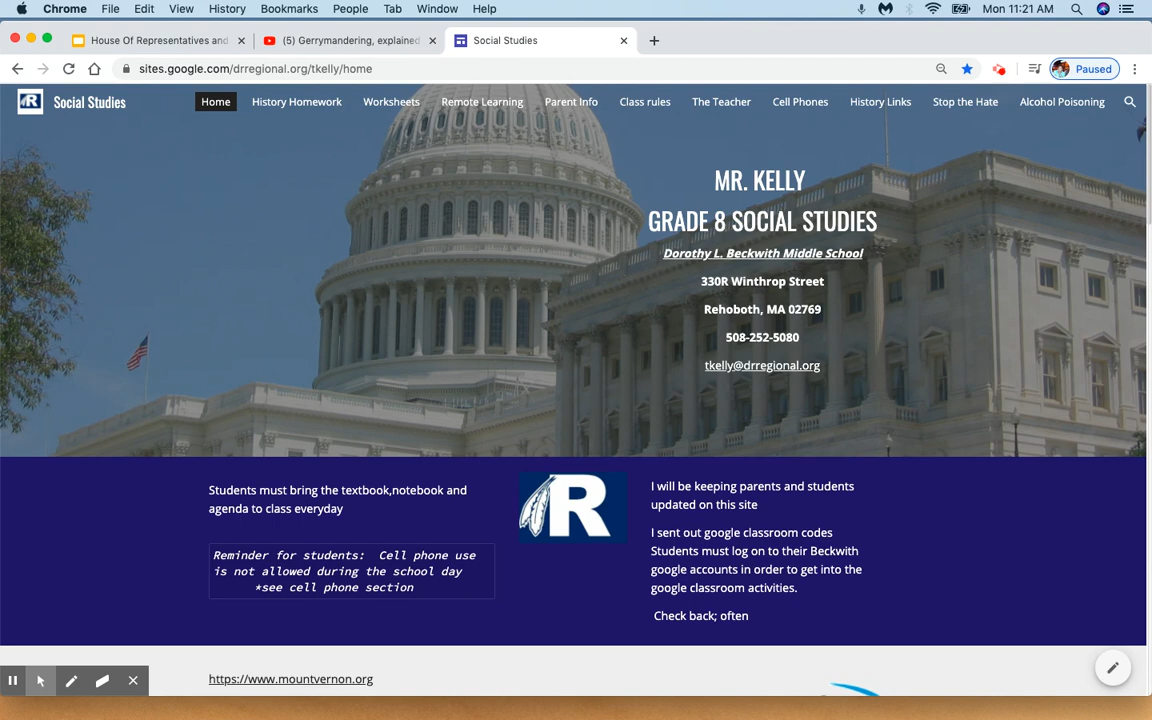 Chrome File Edit View History Bookmarks People Tab Window Help Mon 11:21 AM
House Of Representatives and (5) Gerrymandering, explained Social Studies
sites.google.com/drregional.org/tkelly/home Paused
R Social Studies Home History Homework Worksheets Remote Learning Parent Info Class rules The Teacher Cell Phones History Links Stop the Hate Alcohol Poisoning
MR. KELLY
GRADE 8 SOCIAL STUDIES
Dorothy L. Beckwith Middle School
330R Winthrop Street
Rehoboth, MA 02769
508-252-5080
tkelly@drregional.org
Students must bring the textbook,notebook and
agenda to class everyday
Reminder for students: Cell phone use
is not allowed during the school day
*see cell phone section
R
I will be keeping parents and students
updated on this site
I sent out google classroom codes
Students must log on to their Beckwith
google accounts in order to get into the
google classroom activities.
Check back; often
https://www.mountvernon.org